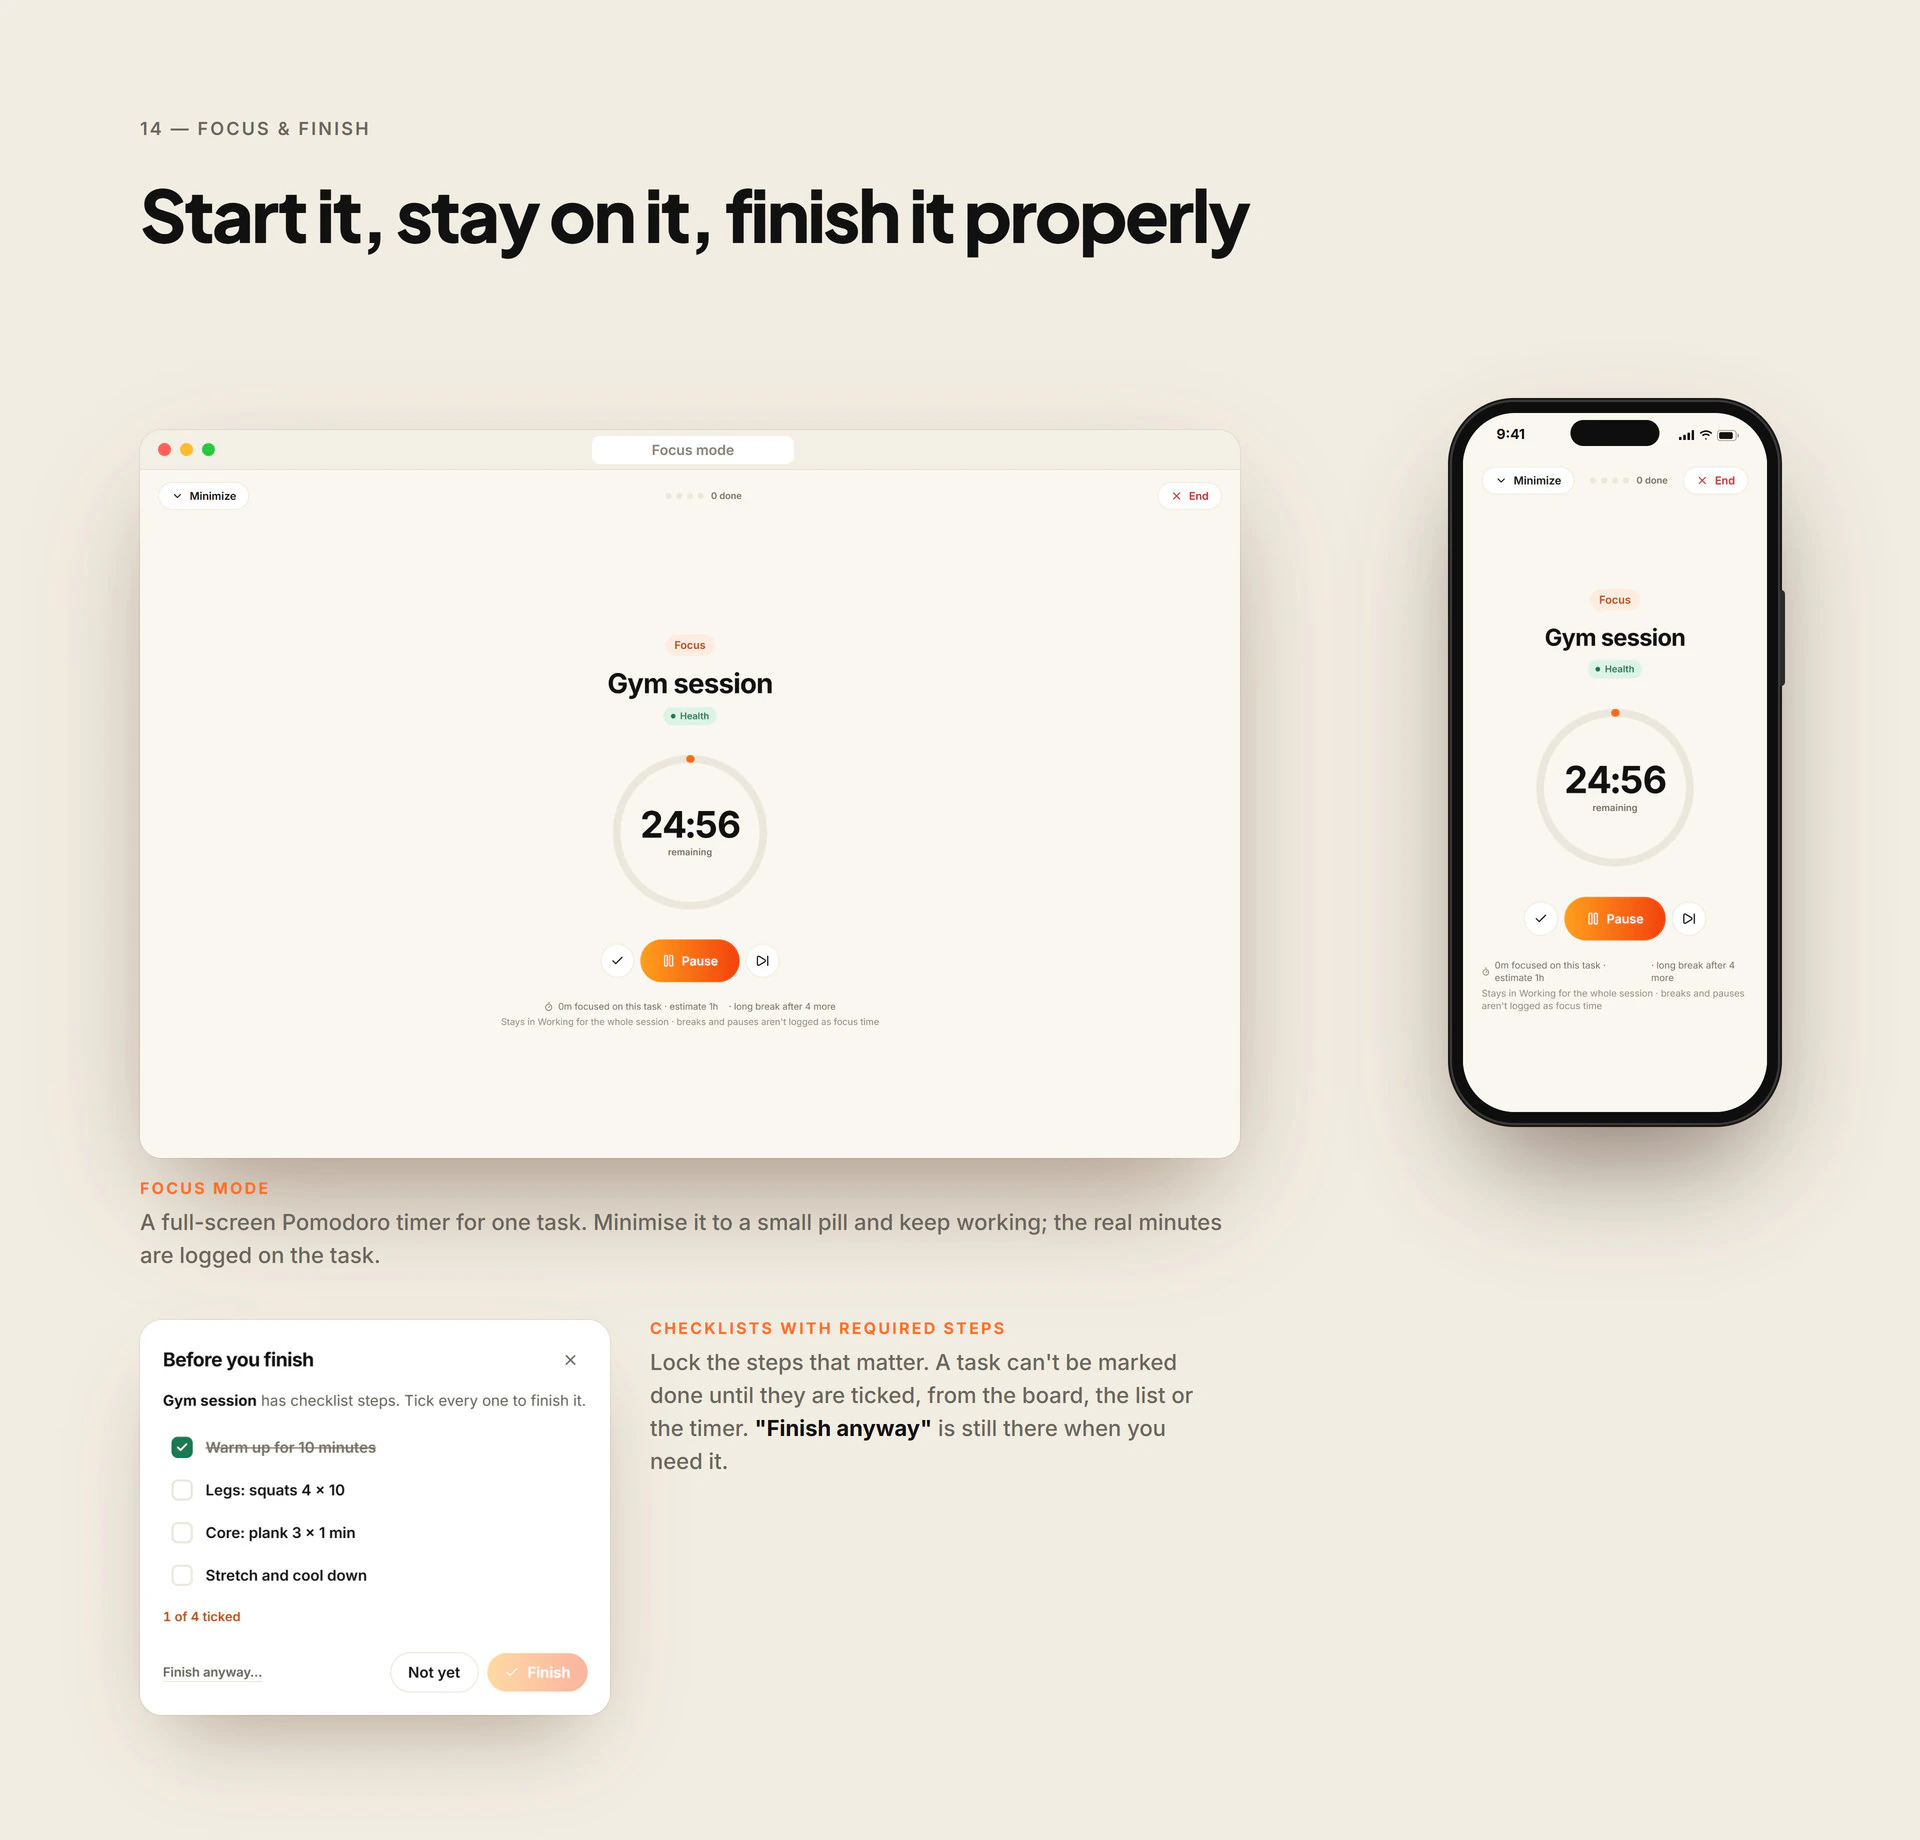 14 — FOCUS & FINISH
Start it, stay on it, finish it properly
Focus mode
Minimize
0 done
End
Focus
Gym session
Health
24:56
remaining
Pause
0m focused on this task · estimate 1h · long break after 4 more
Stays in Working for the whole session · breaks and pauses aren't logged as focus time
9:41
Minimize
0 done
End
Focus
Gym session
Health
24:56
remaining
Pause
0m focused on this task ·
estimate 1h
· long break after 4
more
Stays in Working for the whole session · breaks and pauses
aren't logged as focus time
FOCUS MODE
A full-screen Pomodoro timer for one task. Minimise it to a small pill and keep working; the real minutes
are logged on the task.
Before you finish
Gym session has checklist steps. Tick every one to finish it.
Warm up for 10 minutes
Legs: squats 4 × 10
Core: plank 3 × 1 min
Stretch and cool down
1 of 4 ticked
Finish anyway...
Not yet
Finish
CHECKLISTS WITH REQUIRED STEPS
Lock the steps that matter. A task can't be marked
done until they are ticked, from the board, the list or
the timer. "Finish anyway" is still there when you
need it.